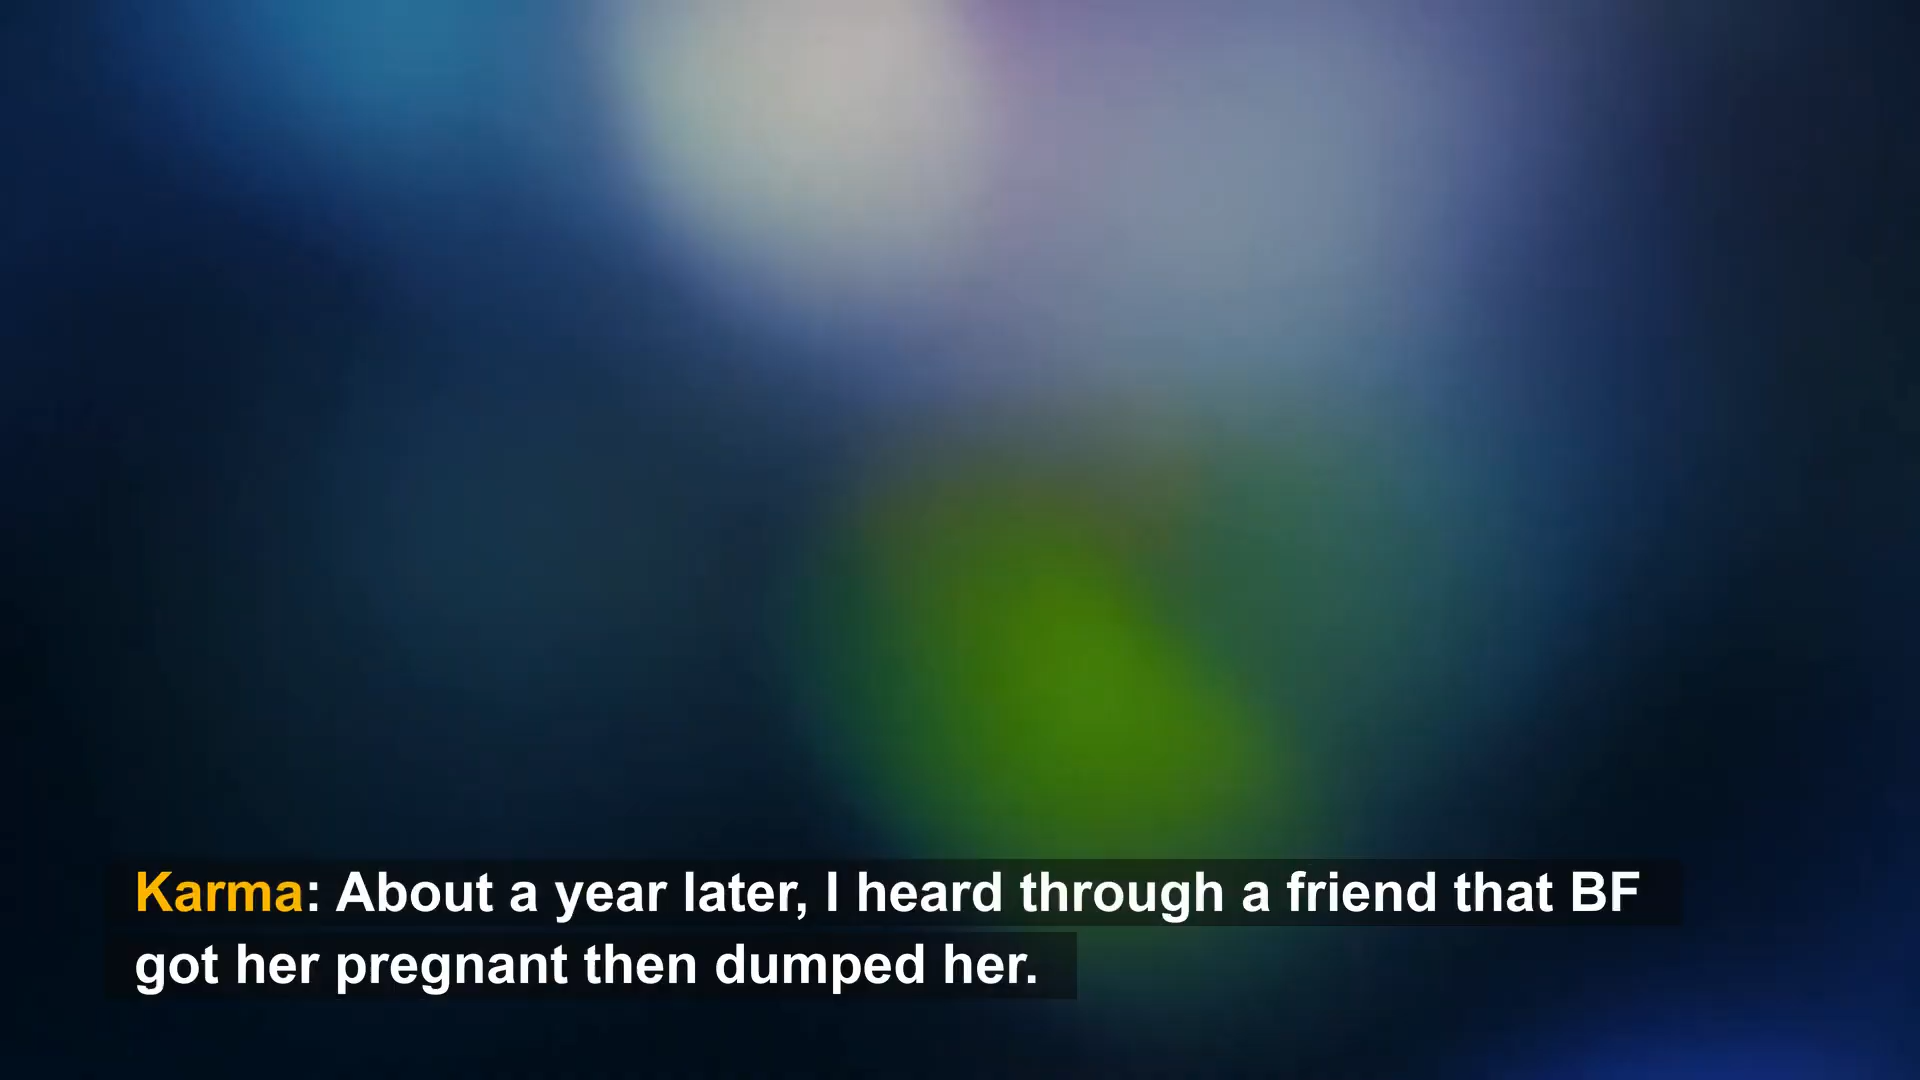 Karma: About a year later, I heard through a friend that BF
got her pregnant then dumped her.